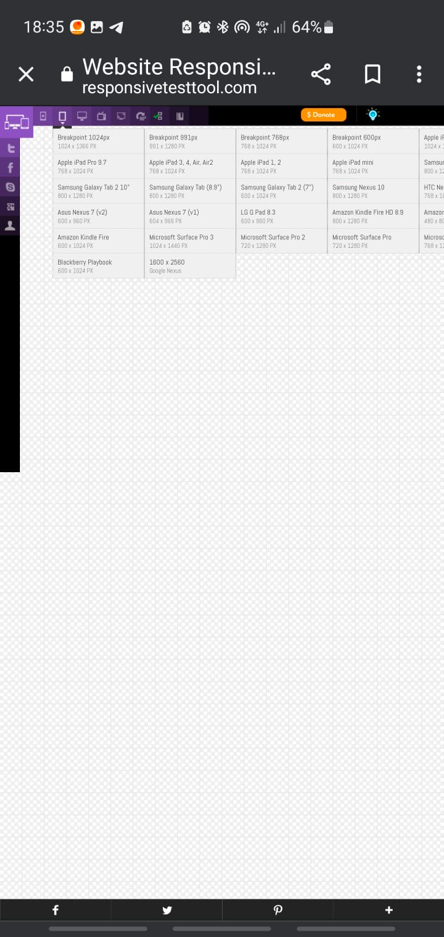 18:35
4G+
64%
Website Responsi...
responsivetesttool.com
$ Donate
Breakpoint 1024px
1024 x 1366 PX
Breakpoint 991px
991 x 1280 PX
Breakpoint 768px
768 x 1024 PX
Breakpoint 600px
600 x 1024 PX
Apple iPad Pro 9.7
768 x 1024 PX
Apple iPad 3, 4, Air, Air2
768 x 1024 PX
Apple iPad 1, 2
768 x 1024 PX
Apple iPad mini
768 x 1024 PX
Samsung Galaxy Tab 2 10"
800 x 1280 PX
Samsung Galaxy Tab (8.9")
800 x 1280 PX
Samsung Galaxy Tab 2 (7")
600 x 1024 PX
Samsung Nexus 10
800 x 1280 PX
HTC Ne
Asus Nexus 7 (v2)
600 x 960 PX
Asus Nexus 7 (v1)
604 x 966 PX
LG G Pad 8.3
600 x 960 PX
Amazon Kindle Fire HD 8.9
800 x 1280 PX
Amazon
Amazon Kindle Fire
600 x 1024 PX
Microsoft Surface Pro 3
1024 x 1440 PX
Microsoft Surface Pro 2
720 x 1280 PX
Microsoft Surface Pro
720 x 1280 PX
Blackberry Playbook
600 x 1024 PX
1600 x 2560
Google Nexus